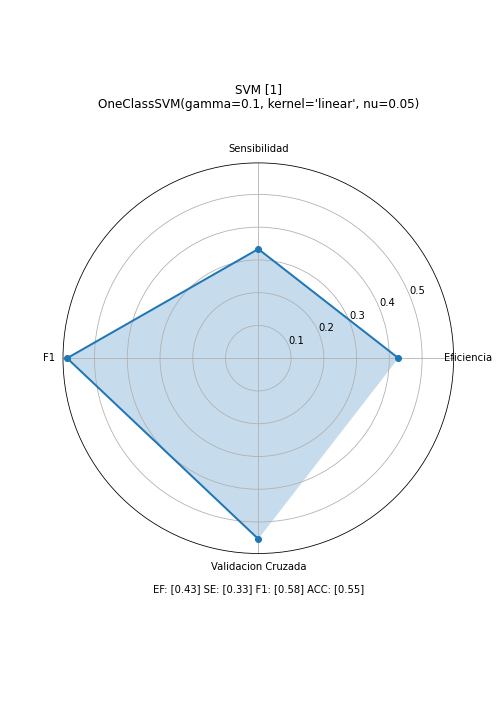 SVM [1]
OneClassSVM(gamma=0.1, kernel='linear', nu=0.05)
Sensibilidad
0.5
0.4
0.3
0.2
0.1
F1
Eficiencia
Validacion Cruzada
EF: [0.43] SE: [0.33] F1: [0.58] ACC: [0.55]